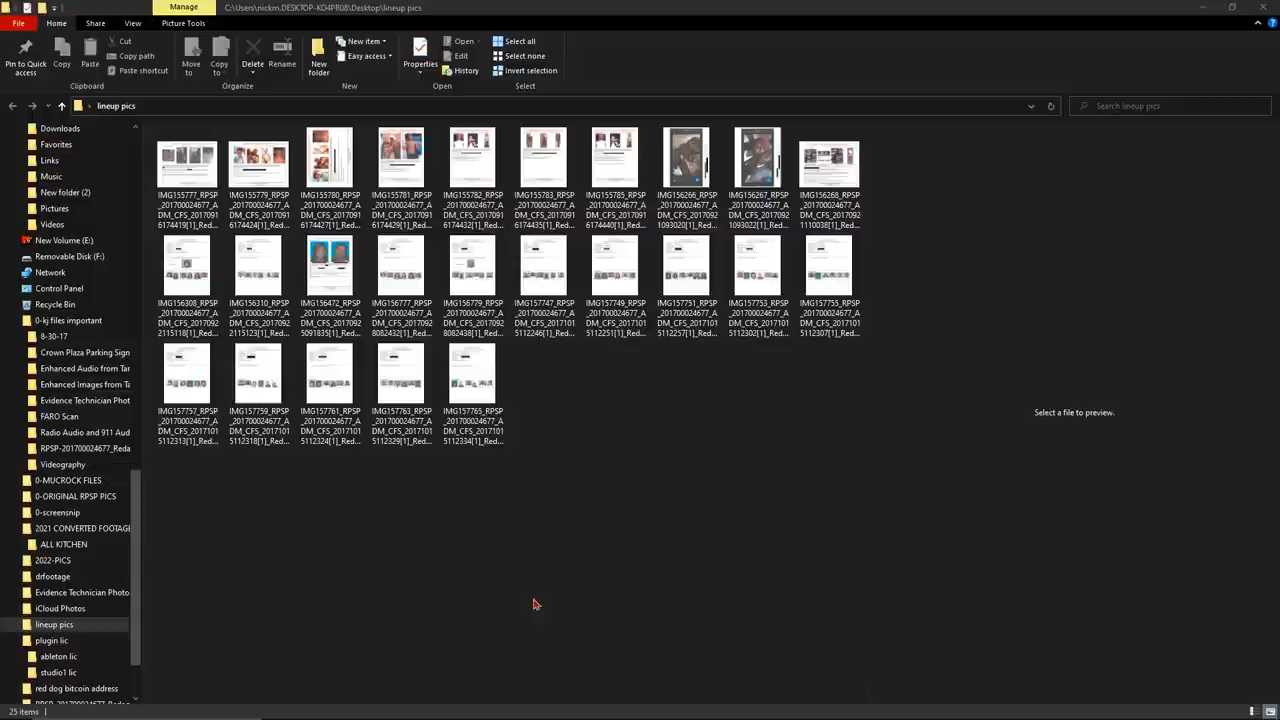 Manage
C:\Users\nickm.DESKTOP-KO4PR08\Desktop\lineup pics
File Home Share View Picture Tools
Pin to Quick access
Copy
Paste
Cut
Copy path
Paste shortcut
Clipboard
Move to
Copy to
Delete
Rename
Organize
New folder
New item
Easy access
New
Properties
Open
Edit
History
Open
Select all
Select none
Invert selection
Select
lineup pics
Search lineup pics
Downloads
Favorites
Links
Music
New folder (2)
Pictures
Videos
New Volume (E:)
Removable Disk (F:)
Network
Control Panel
Recycle Bin
0-kj files important
8-30-17
Crown Plaza Parking Sign
Enhanced Audio from Tar
Enhanced Images from Ta
Evidence Technician Phot
FARO Scan
Radio Audio and 911 Aud
RPSP-201700024677_Reda
Videography
0-MUCROCK FILES
0-ORIGINAL RPSP PICS
0-screensnip
2021 CONVERTED FOOTAGE
ALL KITCHEN
2022-PICS
drfootage
Evidence Technician Photo
iCloud Photos
lineup pics
plugin lic
ableton lic
studio1 lic
red dog bitcoin address
IMG155777_RPSP_201700024677_ADM_CFS_20170916174419[1]_Red...
IMG155779_RPSP_201700024677_ADM_CFS_20170916174424[1]_Red...
IMG155780_RPSP_201700024677_ADM_CFS_20170916174427[1]_Red...
IMG155781_RPSP_201700024677_ADM_CFS_20170916174429[1]_Red...
IMG155782_RPSP_201700024677_ADM_CFS_20170916174432[1]_Red...
IMG155783_RPSP_201700024677_ADM_CFS_20170916174435[1]_Red...
IMG155785_RPSP_201700024677_ADM_CFS_20170916174440[1]_Red...
IMG156266_RPSP_201700024677_ADM_CFS_20170921093020[1]_Red...
IMG156267_RPSP_201700024677_ADM_CFS_20170921093022[1]_Red...
IMG156268_RPSP_201700024677_ADM_CFS_20170921110038[1]_Red...
IMG156308_RPSP_201700024677_ADM_CFS_20170922115118[1]_Red...
IMG156310_RPSP_201700024677_ADM_CFS_20170922115123[1]_Red...
IMG156472_RPSP_201700024677_ADM_CFS_20170925091835[1]_Red...
IMG156777_RPSP_201700024677_ADM_CFS_20170928082432[1]_Red...
IMG156779_RPSP_201700024677_ADM_CFS_20170928082438[1]_Red...
IMG157747_RPSP_201700024677_ADM_CFS_20171015112246[1]_Red...
IMG157749_RPSP_201700024677_ADM_CFS_20171015112251[1]_Red...
IMG157751_RPSP_201700024677_ADM_CFS_20171015112257[1]_Red...
IMG157753_RPSP_201700024677_ADM_CFS_20171015112302[1]_Red...
IMG157755_RPSP_201700024677_ADM_CFS_20171015112307[1]_Red...
IMG157757_RPSP_201700024677_ADM_CFS_20171015112313[1]_Red...
IMG157759_RPSP_201700024677_ADM_CFS_20171015112318[1]_Red...
IMG157761_RPSP_201700024677_ADM_CFS_20171015112324[1]_Red...
IMG157763_RPSP_201700024677_ADM_CFS_20171015112329[1]_Red...
IMG157765_RPSP_201700024677_ADM_CFS_20171015112334[1]_Red...
Select a file to preview.
25 items